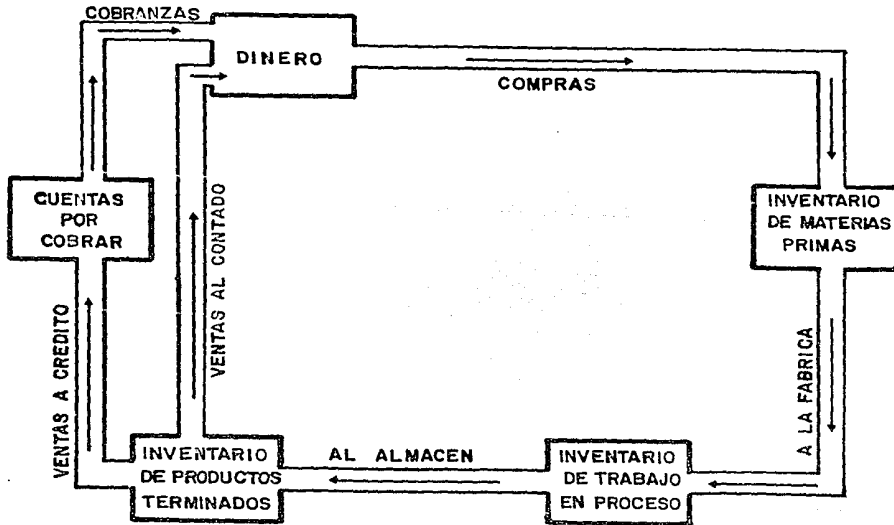 COBRANZAS
DINERO
COMPRAS
CUENTAS
POR
COBRAR
VENTAS AL CONTADO
INVENTARIO
DE MATERIAS
PRIMAS
VENTAS A CREDITO
A LA FABRICA
INVENTARIO
DE PRODUCTOS
TERMINADOS
AL ALMACEN
INVENTARIO
DE TRABAJO
EN PROCESO